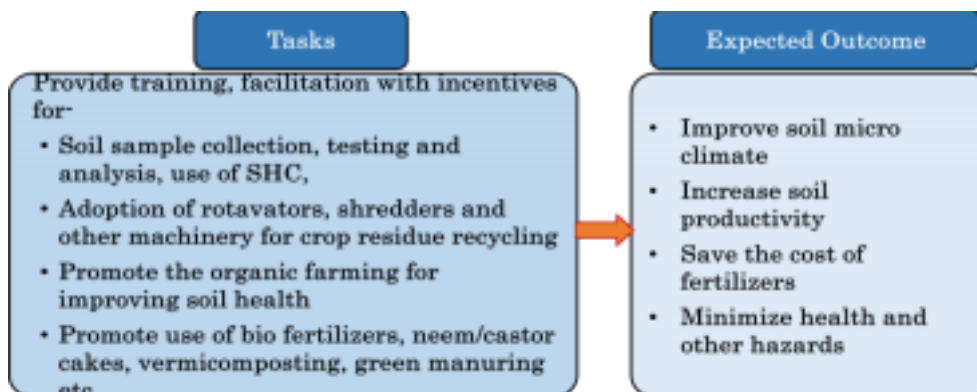 Tasks
Provide training, facilitation with incentives
for-
• Soil sample collection, testing and
analysis, use of SHC,
• Adoption of rotavators, shredders and
other machinery for crop residue recycling
• Promote the organic farming for
improving soil health
• Promote use of bio fertilizers, neem/castor
cakes, vermicomposting, green manuring
etc
Expected Outcome
• Improve soil micro
climate
• Increase soil
productivity
• Save the cost of
fertilizers
• Minimize health and
other hazards